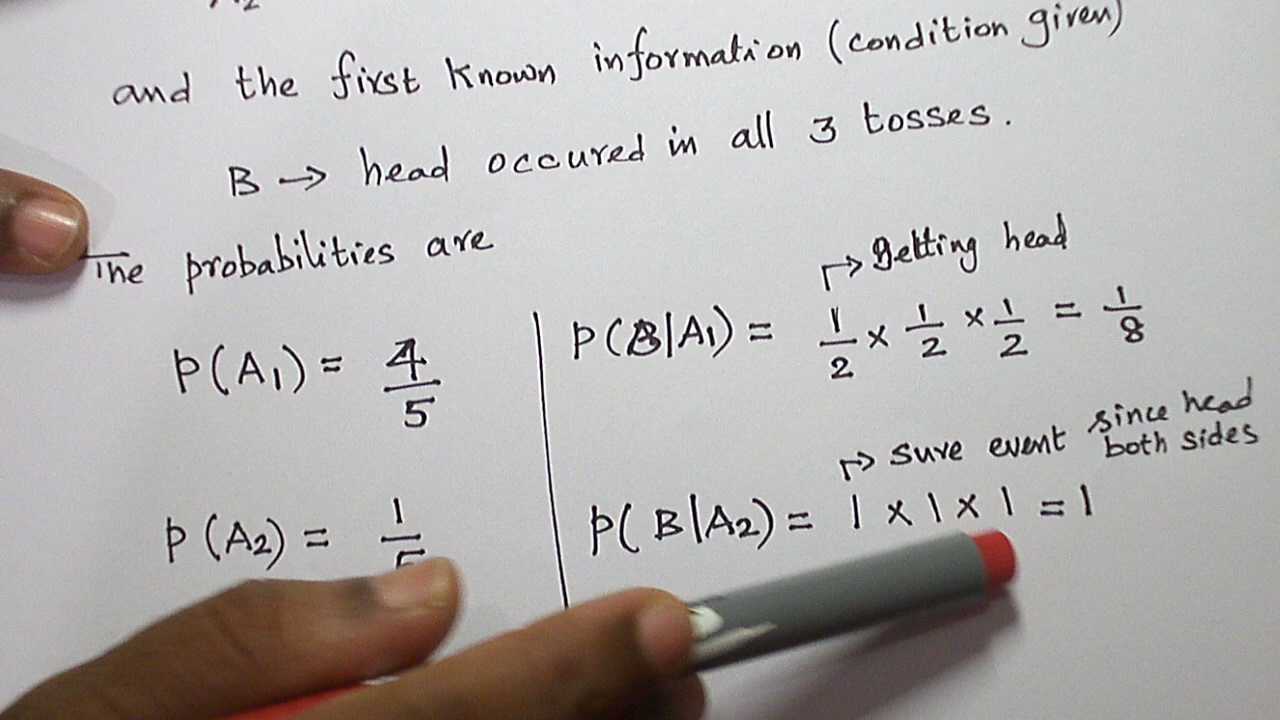 and the first known information (condition given)
B → head occured in all 3 tosses.
The probabilities are
P(A₁) = 4/5
P(A₂) = 1/5
↱ getting head
P(B|A₁) = 1/2 × 1/2 × 1/2 = 1/8
↱ sure event since head both sides
P(B|A₂) = 1 × 1 × 1 = 1